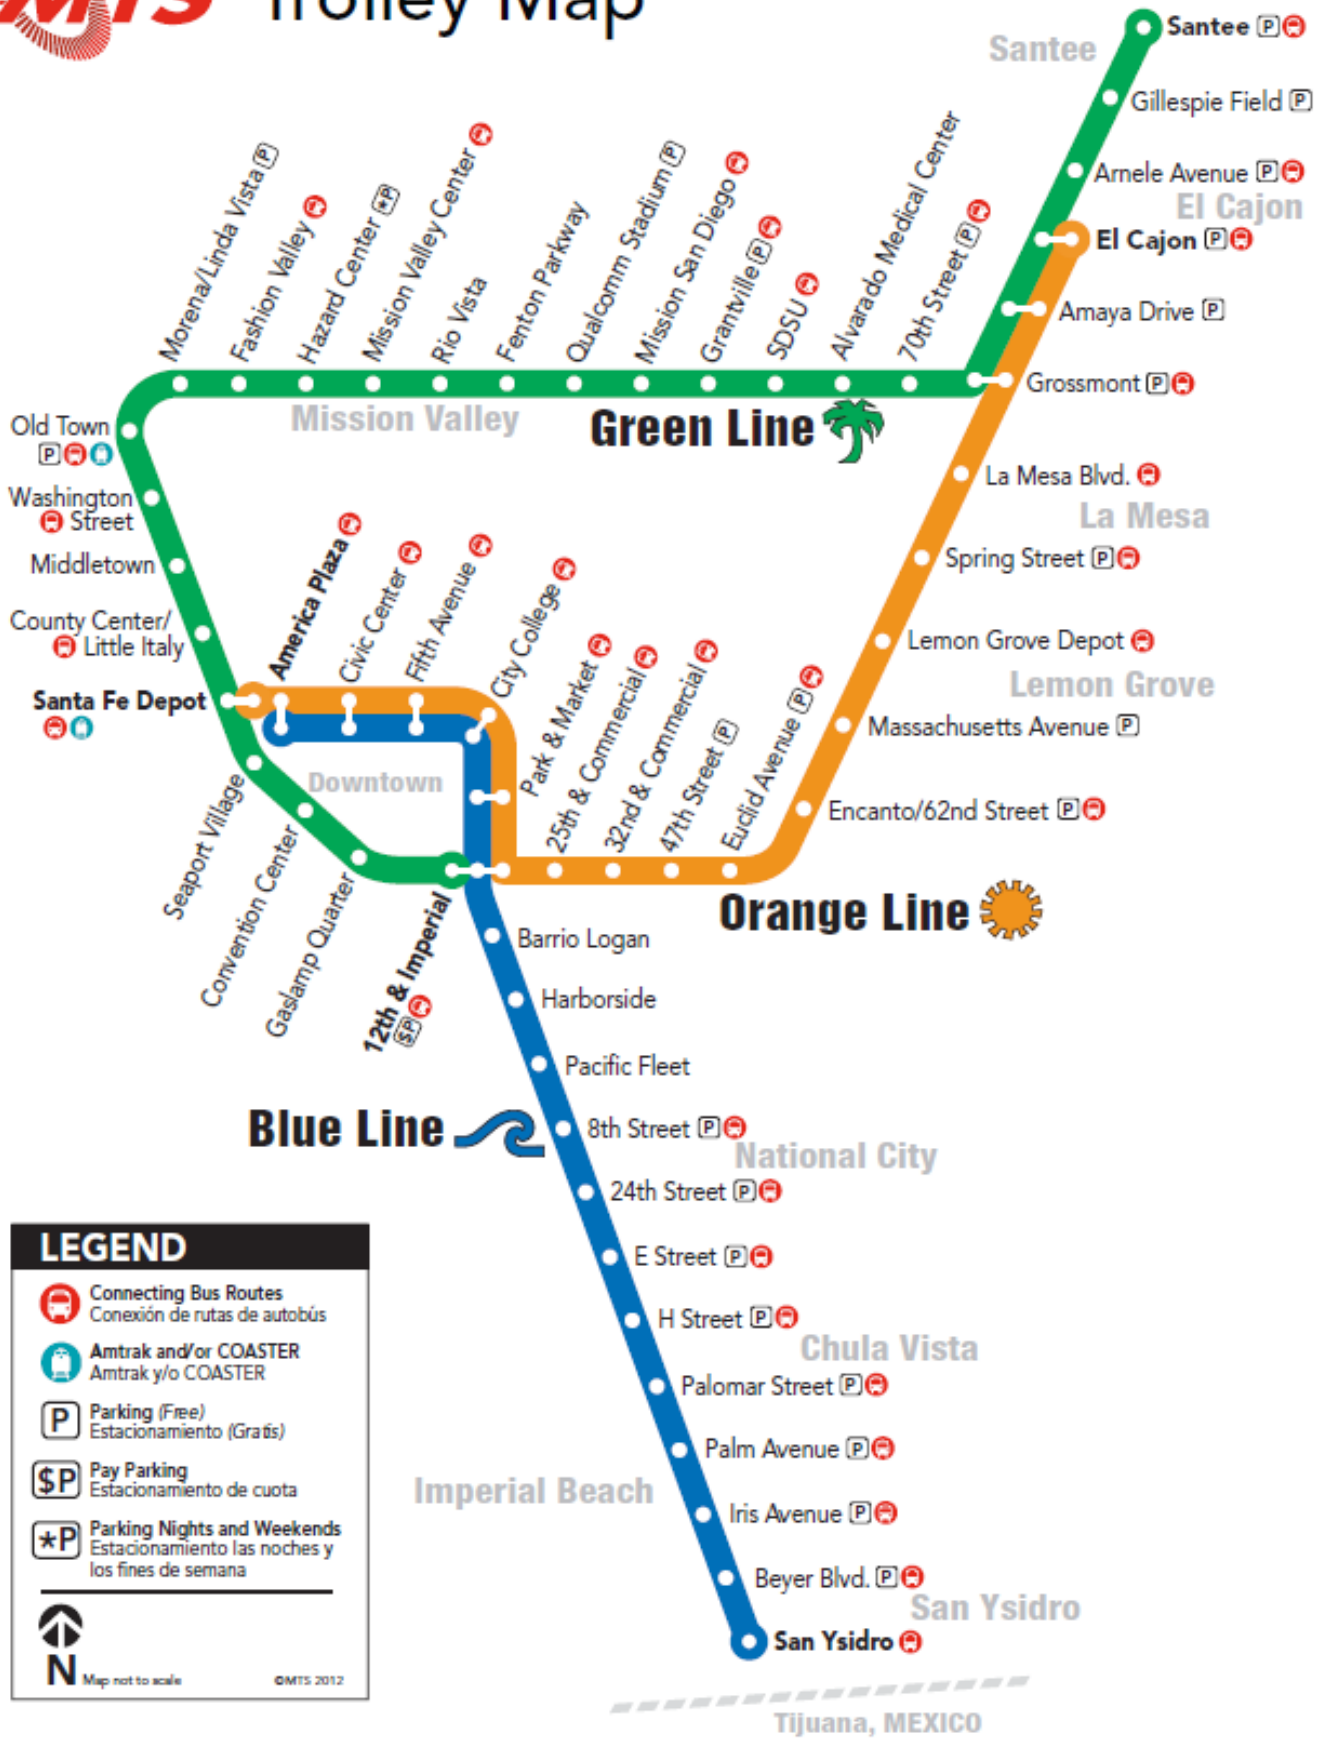 MTS Trolley Map
Santee P
Santee
Gillespie Field P
Arnele Avenue P
El Cajon
El Cajon P
Amaya Drive P
Grossmont P
Morena/Linda Vista P
Fashion Valley
Hazard Center *P
Mission Valley Center
Rio Vista
Fenton Parkway
Qualcomm Stadium P
Mission San Diego
Grantville P
SDSU
Alvarado Medical Center
70th Street P
Mission Valley
Green Line
Old Town
P
Washington
Street
Middletown
County Center/
Little Italy
Santa Fe Depot
America Plaza
Civic Center
Fifth Avenue
City College
Park & Market
25th & Commercial
32nd & Commercial
47th Street P
Euclid Avenue P
Downtown
La Mesa Blvd.
La Mesa
Spring Street P
Lemon Grove Depot
Lemon Grove
Massachusetts Avenue P
Encanto/62nd Street P
Orange Line
Seaport Village
Convention Center
Gaslamp Quarter
12th & Imperial
$P
Barrio Logan
Harborside
Pacific Fleet
Blue Line
8th Street P
National City
24th Street P
E Street P
H Street P
Chula Vista
Palomar Street P
Palm Avenue P
Imperial Beach
Iris Avenue P
Beyer Blvd. P
San Ysidro
San Ysidro
Tijuana, MEXICO
LEGEND
Connecting Bus Routes
Conexión de rutas de autobús
Amtrak and/or COASTER
Amtrak y/o COASTER
P Parking (Free)
Estacionamiento (Gratis)
$P Pay Parking
Estacionamiento de cuota
*P Parking Nights and Weekends
Estacionamiento las noches y
los fines de semana
N Map not to scale ©MTS 2012